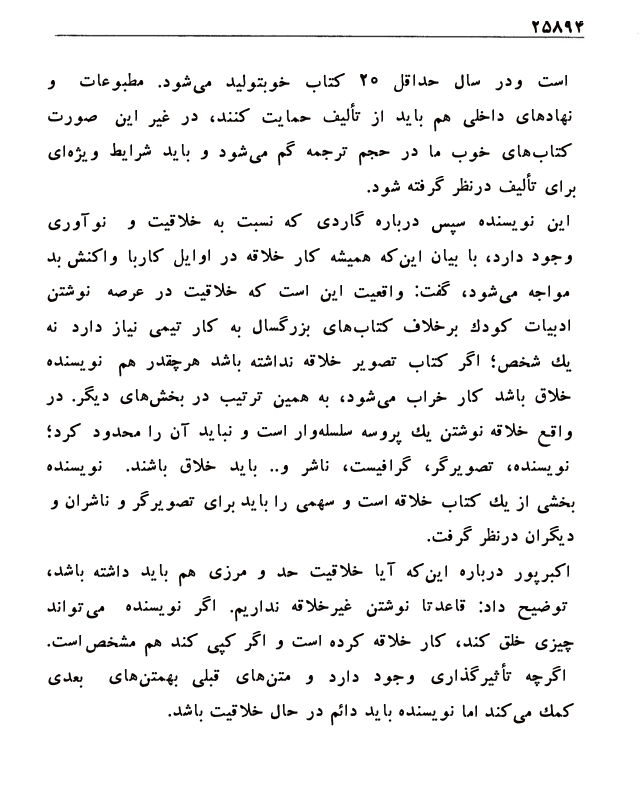 ۲۵۸۹۴
است ودر سال حداقل ۲۵ کتاب خوبتولید می‌شود. مطبوعات و
نهادهای داخلی هم باید از تألیف حمایت کنند، در غیر این صورت
کتاب‌های خوب ما در حجم ترجمه گم می‌شود و باید شرایط ویژه‌ای
برای تألیف درنظر گرفته شود.
این نویسنده سپس درباره گاردی که نسبت به خلاقیت و نوآوری
وجود دارد، با بیان این‌که همیشه کار خلاقه در اوایل کاربا واکنش بد
مواجه می‌شود، گفت: واقعیت این است که خلاقیت در عرصه نوشتن
ادبیات کودك برخلاف کتاب‌های بزرگسال به کار تیمی نیاز دارد نه
یك شخص؛ اگر کتاب تصویر خلاقه نداشته باشد هرچقدر هم نویسنده
خلاق باشد کار خراب می‌شود، به همین ترتیب در بخش‌های دیگر. در
واقع خلاقه نوشتن یك پروسه سلسله‌وار است و نباید آن را محدود کرد؛
نویسنده، تصویرگر، گرافیست، ناشر و.. باید خلاق باشند. نویسنده
بخشی از یك کتاب خلاقه است و سهمی را باید برای تصویرگر و ناشران و
دیگران درنظر گرفت.
اکبرپور درباره این‌که آیا خلاقیت حد و مرزی هم باید داشته باشد،
توضیح داد: قاعدتا نوشتن غیرخلاقه نداریم. اگر نویسنده می‌تواند
چیزی خلق کند، کار خلاقه کرده است و اگر کپی کند هم مشخص است.
اگرچه تأثیرگذاری وجود دارد و متن‌های قبلی بهمتن‌های بعدی
کمك می‌کند اما نویسنده باید دائم در حال خلاقیت باشد.